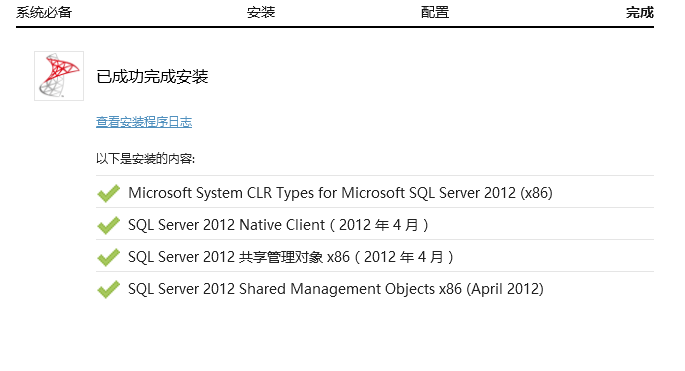 系统必备 安装 配置 完成
已成功完成安装
查看安装程序日志
以下是安装的内容:
Microsoft System CLR Types for Microsoft SQL Server 2012 (x86)
SQL Server 2012 Native Client ( 2012 年 4 月 )
SQL Server 2012 共享管理对象 x86 ( 2012 年 4 月 )
SQL Server 2012 Shared Management Objects x86 (April 2012)